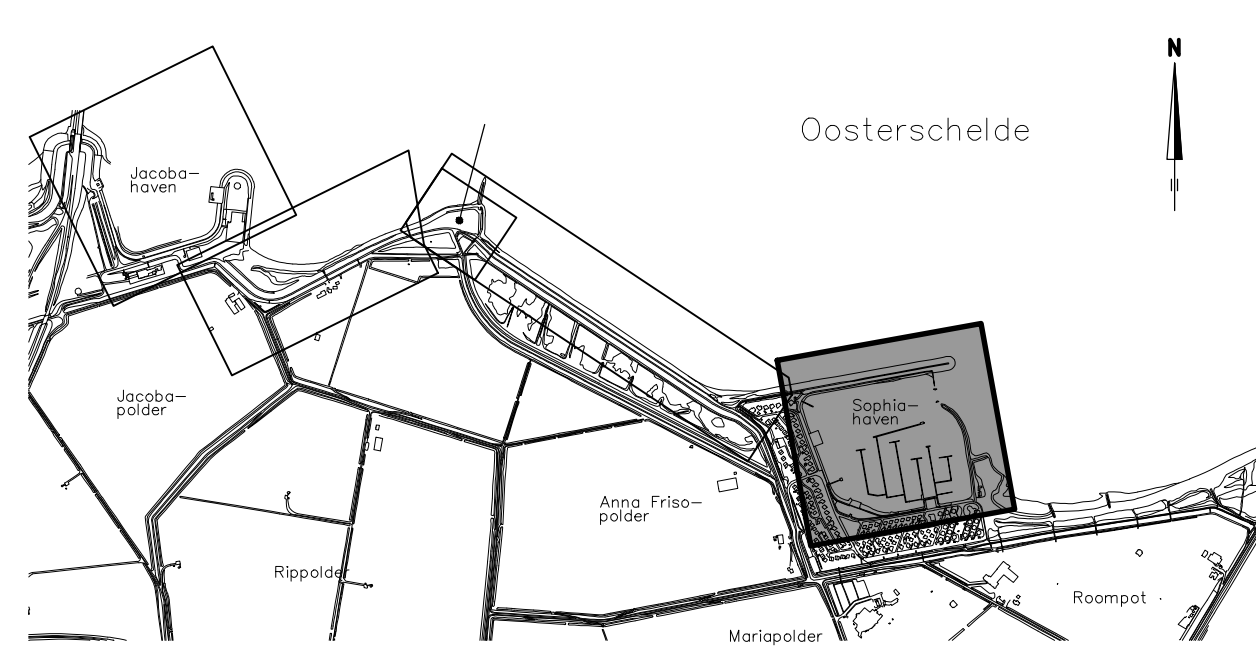 N
Oosterschelde
Jacoba-
haven
Jacoba-
polder
Sophia-
haven
Anna Friso-
polder
Rippolder
Roompot
Mariapolder